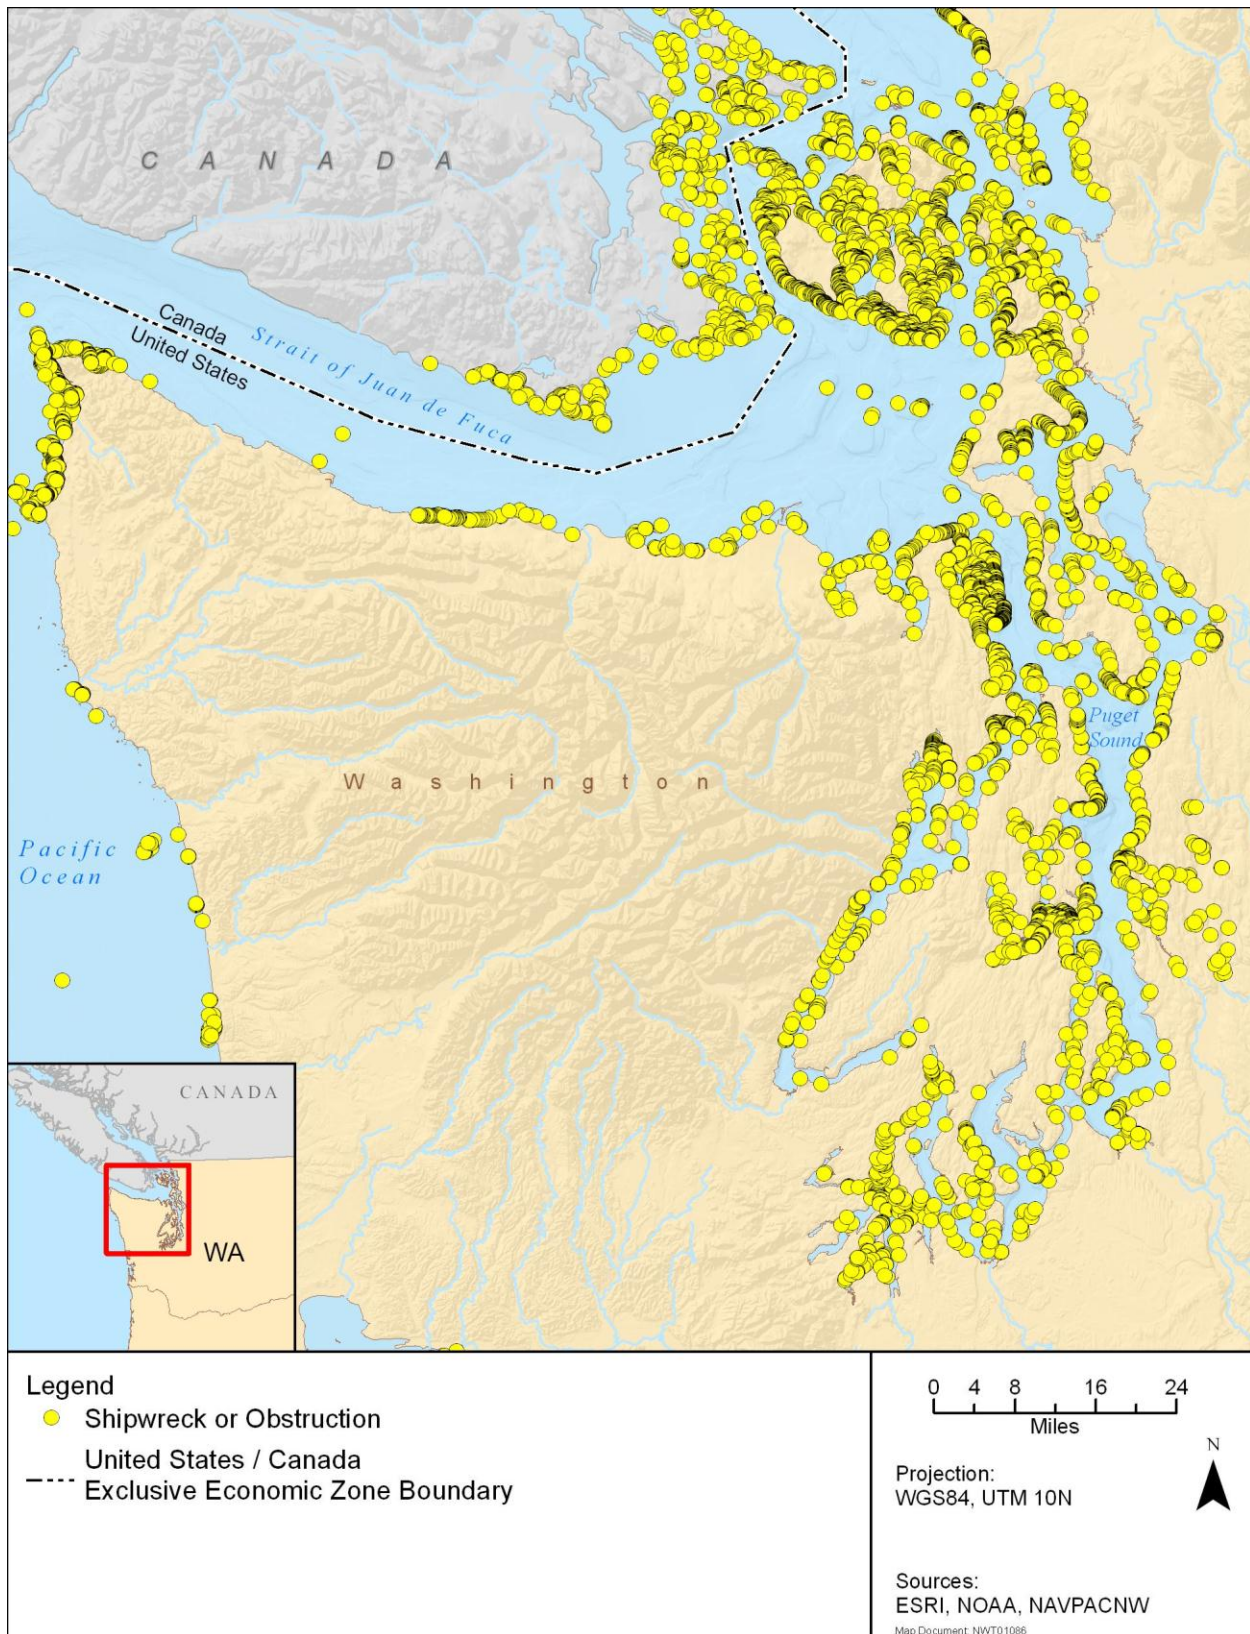 C A N A D A
Canada
United States
Strait of Juan de Fuca
Puget
Sound
W a s h i n g t o n
Pacific
Ocean
CANADA
WA
Legend
Shipwreck or Obstruction
United States / Canada
Exclusive Economic Zone Boundary
0 4 8 16 24
Miles
N
Projection:
WGS84, UTM 10N
Sources:
ESRI, NOAA, NAVPACNW
Map Document: NWT01086